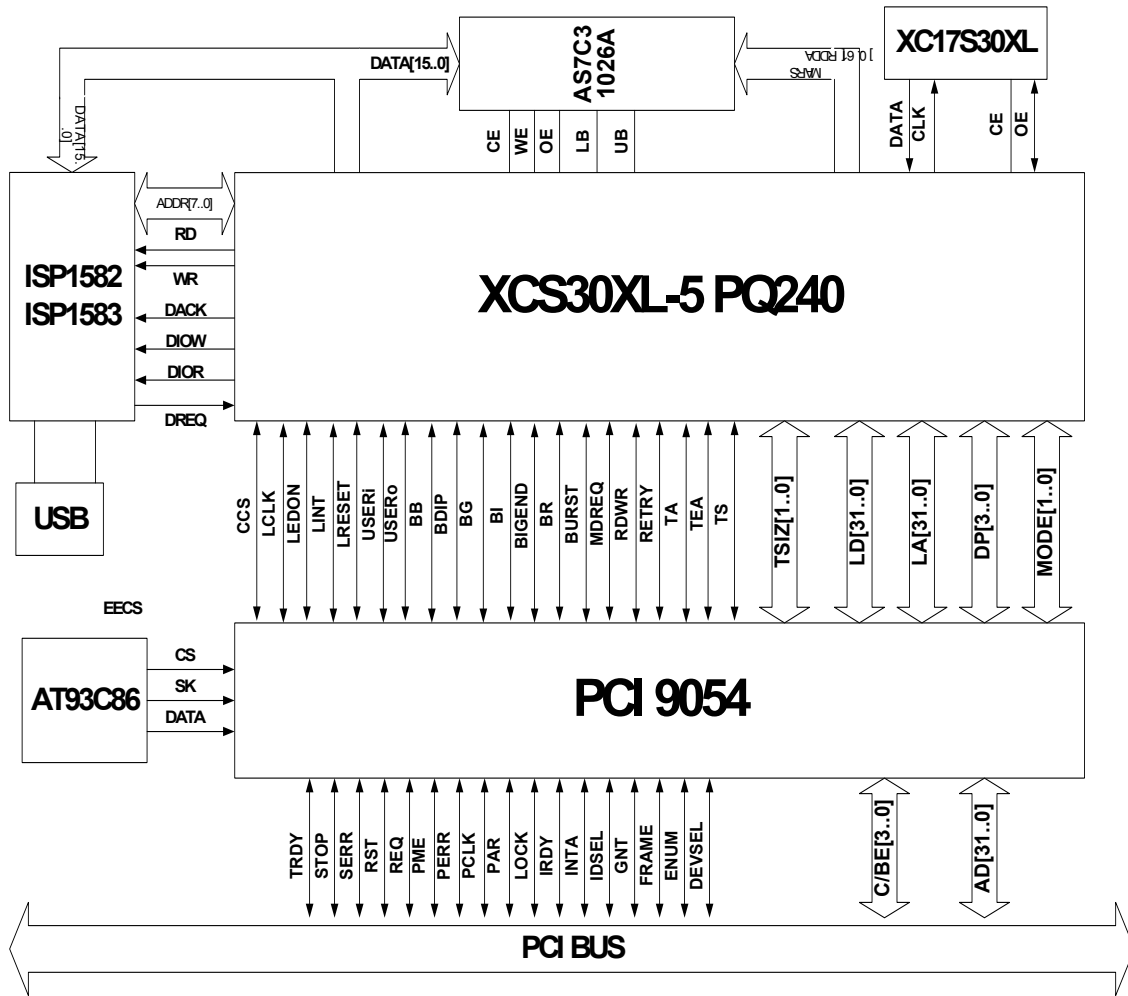 XC17S30XL
AS7C3
1026A
DATA[15..0]
SRAM
ADDR[16..0]
DATA[15.
.0]
CE
WE
OE
LB
UB
DATA
CLK
CE
OE
ISP1582
ISP1583
ADDR[7..0]
RD
WR
DACK
DIOW
DIOR
DREQ
XCS30XL-5 PQ240
USB
CCS
LCLK
LEDON
LINT
LRESET
USERi
USERo
BB
BDIP
BG
BI
BIGEND
BR
BURST
MDREQ
RDWR
RETRY
TA
TEA
TS
TSIZ[1..0]
LD[31..0]
LA[31..0]
DP[3..0]
MODE[1..0]
EECS
AT93C86
CS
SK
DATA
PCI 9054
TRDY
STOP
SERR
RST
REQ
PME
PERR
PCLK
PAR
LOCK
IRDY
INTA
IDSEL
GNT
FRAME
ENUM
DEVSEL
C/BE[3..0]
AD[31..0]
PCI BUS